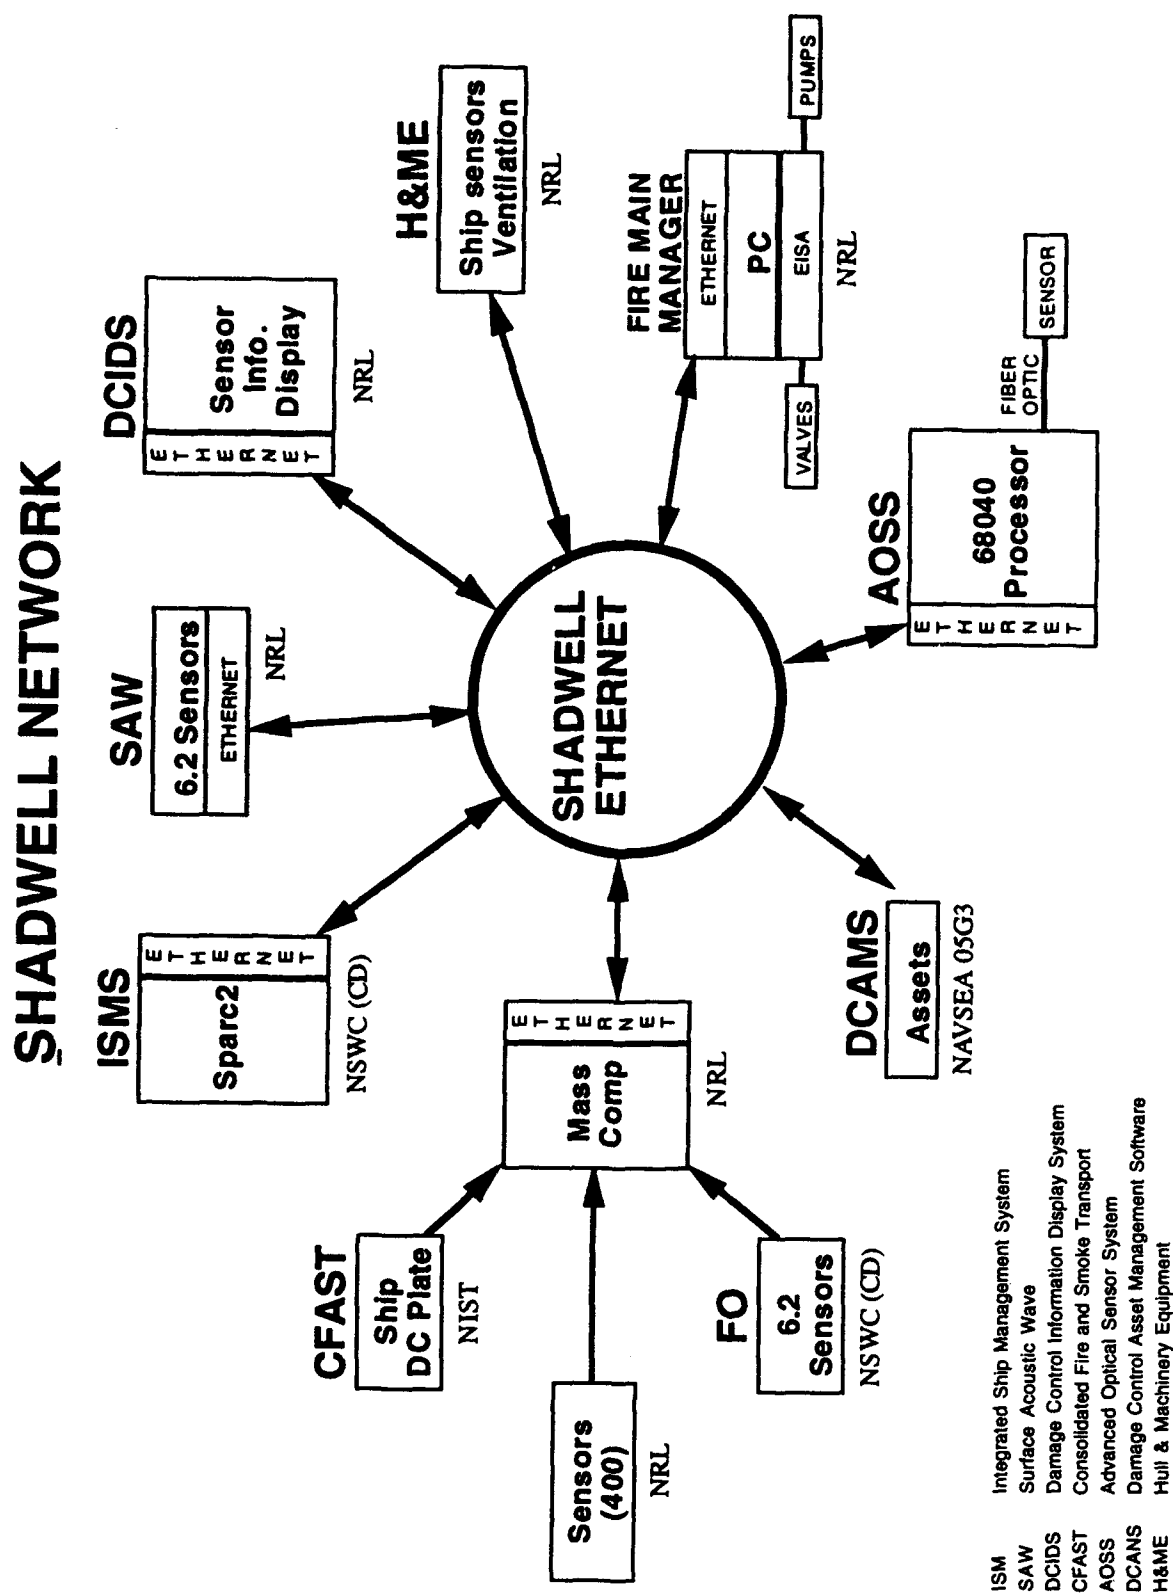 SHADWELL NETWORK
ISMS
Sparc2
ETHERNET
NSWC (CD)
SAW
6.2 Sensors
ETHERNET
NRL
DCIDS
ETHERNET
Sensor
Info.
Display
NRL
H&ME
Ship sensors
Ventilation
NRL
CFAST
Ship
DC Plate
NIST
Sensors
(400)
NRL
FO
6.2
Sensors
NSWC (CD)
Mass
Comp
ETHERNET
NRL
SHADWELL
ETHERNET
FIRE MAIN
MANAGER
ETHERNET
PC
EISA
NRL
VALVES
PUMPS
DCAMS
Assets
NAVSEA 05G3
AOSS
ETHERNET
68040
Processor
FIBER
OPTIC
SENSOR
ISM Integrated Ship Management System
SAW Surface Acoustic Wave
DCIDS Damage Control Information Display System
CFAST Consolidated Fire and Smoke Transport
AOSS Advanced Optical Sensor System
DCANS Damage Control Asset Management Software
H&ME Hull & Machinery Equipment